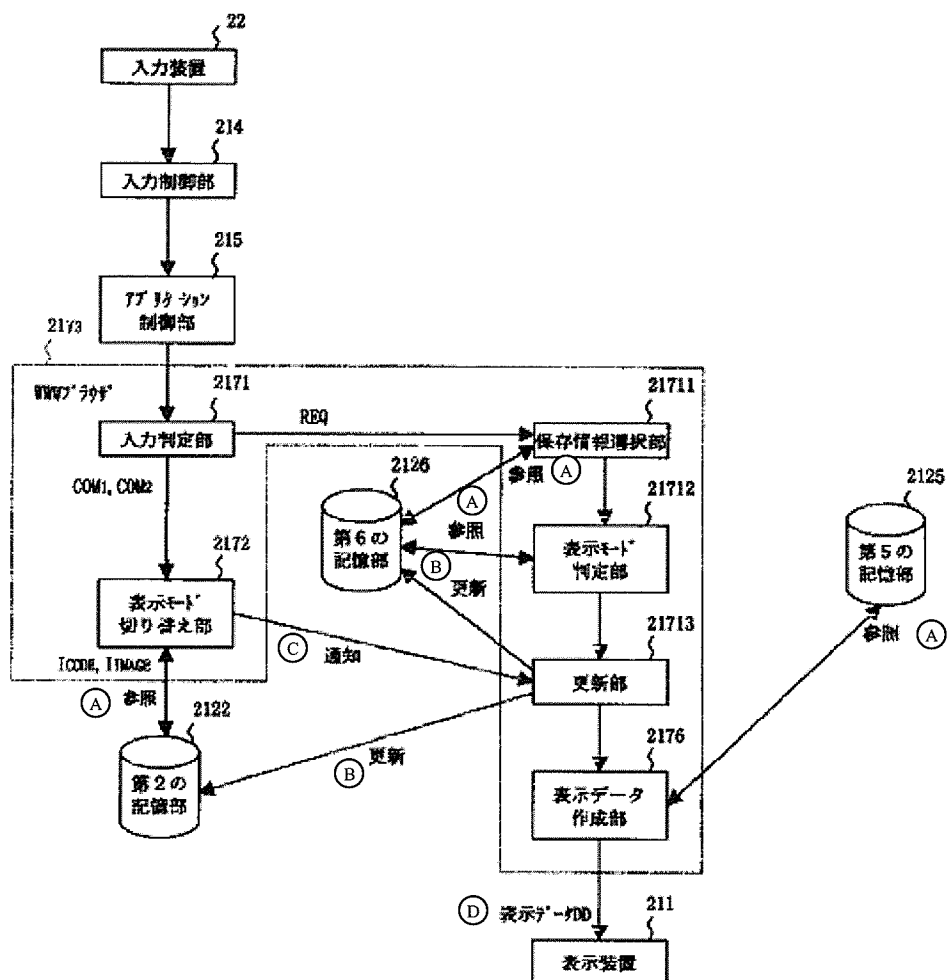 22
入力装置
214
入力制御部
215
アプリケーション
制御部
2173
WWWブラウザ
2171
入力判定部
REQ
21711
保存情報選択部
COM1, COM2
2126
第6の
記憶部
A
参照
A
参照
B
更新
21712
表示モード
判定部
2125
第5の
記憶部
参照
A
2172
表示モード
切り替え部
C
通知
21713
更新部
ICODE, IIMAGE
A
参照
2122
第2の
記憶部
B
更新
2176
表示データ
作成部
D
表示データDD
211
表示装置